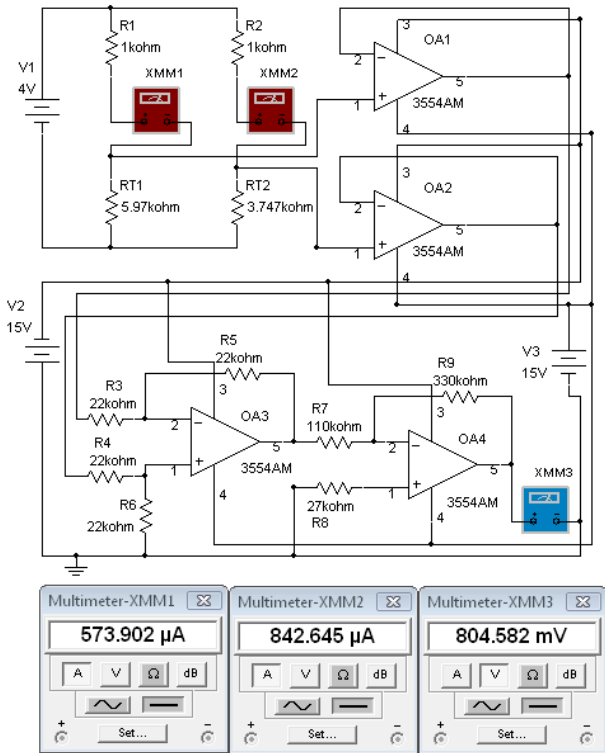 R1
1kohm
R2
1kohm
3
OA1
V1
4V
XMM1
XMM2
2
5
1
3554AM
4
RT1
5.97kohm
RT2
3.747kohm
3
OA2
2
5
1
3554AM
4
V2
15V
R5
22kohm
R9
330kohm
V3
15V
R3
22kohm
3
OA3
R7
110kohm
3
OA4
2
5
2
5
R4
22kohm
1
3554AM
4
27kohm
R8
1
3554AM
4
XMM3
R6
22kohm
Multimeter-XMM1
573.902 µA
A V Ω dB
+ Set... -
Multimeter-XMM2
842.645 µA
A V Ω dB
+ Set... -
Multimeter-XMM3
804.582 mV
A V Ω dB
+ Set... -